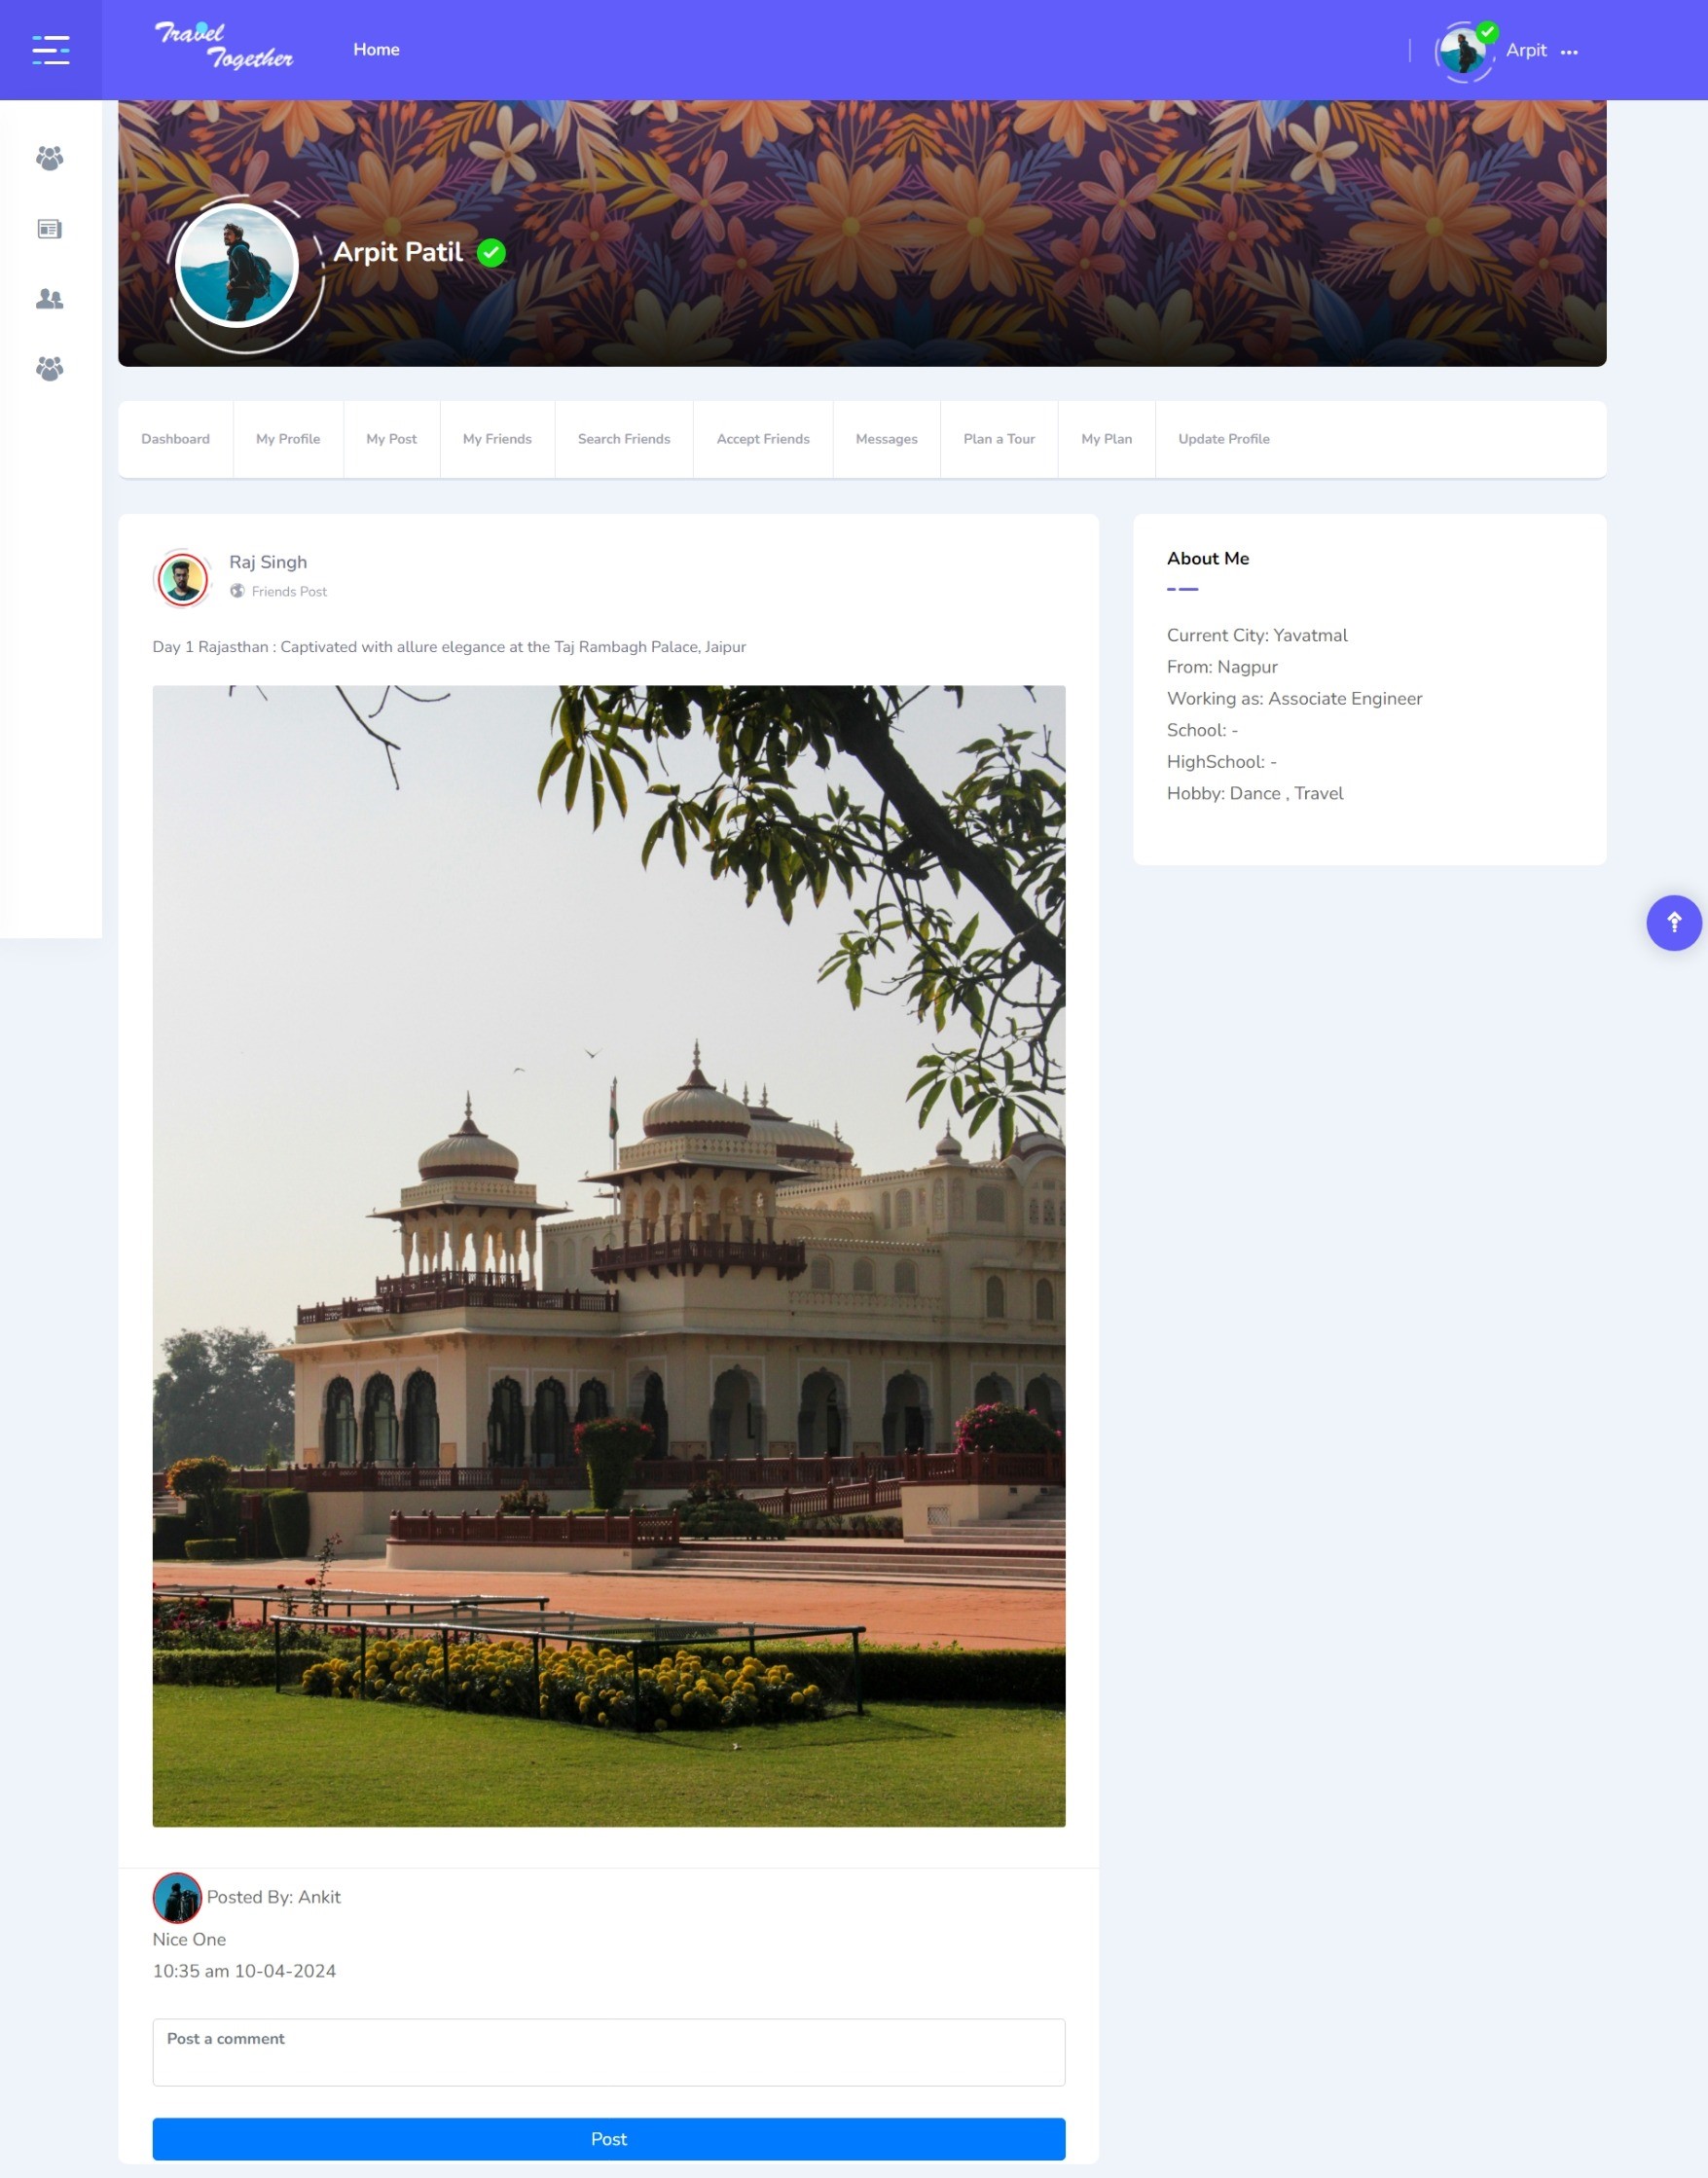 Travel
Together
Home
Arpit
Arpit Patil
Dashboard
My Profile
My Post
My Friends
Search Friends
Accept Friends
Messages
Plan a Tour
My Plan
Update Profile
Raj Singh
Friends Post
Day 1 Rajasthan : Captivated with allure elegance at the Taj Rambagh Palace, Jaipur
About Me
Current City: Yavatmal
From: Nagpur
Working as: Associate Engineer
School: -
HighSchool: -
Hobby: Dance , Travel
Posted By: Ankit
Nice One
10:35 am 10-04-2024
Post a comment
Post